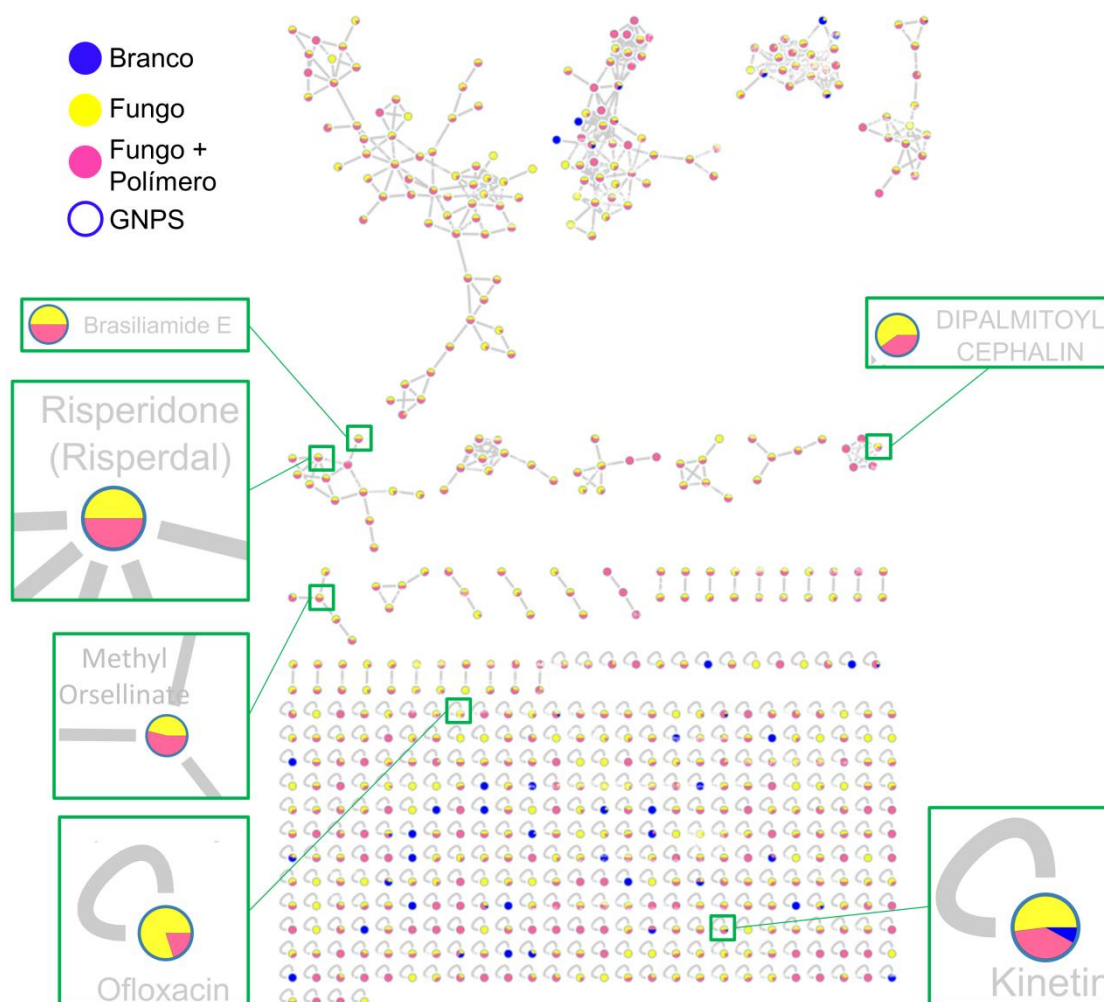 Branco
Fungo
Fungo +
Polímero
GNPS
Brasiliamide E
DIPALMITOYL
CEPHALIN
Risperidone
(Risperdal)
Methyl
Orsellinate
Ofloxacin
Kinetin